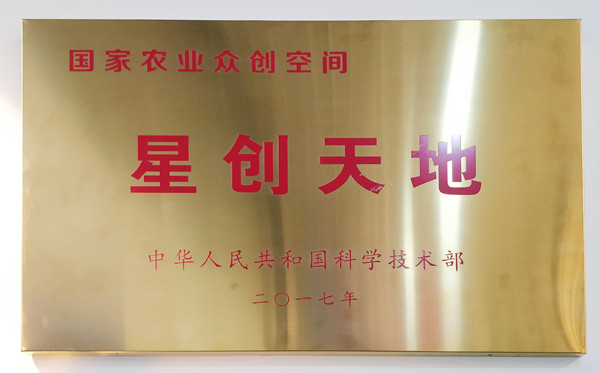 国家农业众创空间
星创天地
中华人民共和国科学技术部
二〇一七年